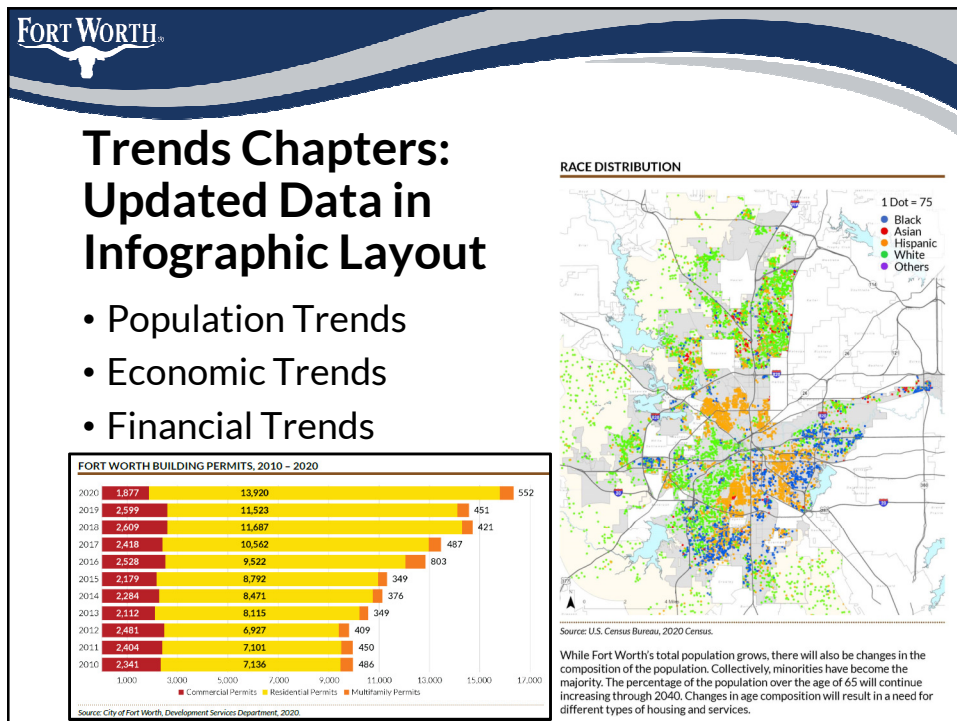 FORT WORTH®
Trends Chapters:
Updated Data in
Infographic Layout
• Population Trends
• Economic Trends
• Financial Trends
FORT WORTH BUILDING PERMITS, 2010 – 2020
2020 1,877 13,920 552
2019 2,599 11,523 451
2018 2,609 11,687 421
2017 2,418 10,562 487
2016 2,528 9,522 803
2015 2,179 8,792 349
2014 2,284 8,471 376
2013 2,112 8,115 349
2012 2,481 6,927 409
2011 2,404 7,101 450
2010 2,341 7,136 486
1,000 3,000 5,000 7,000 9,000 11,000 13,000 15,000 17,000
Commercial Permits Residential Permits Multifamily Permits
Source: City of Fort Worth, Development Services Department, 2020.
RACE DISTRIBUTION
1 Dot = 75
Black
Asian
Hispanic
White
Others
Source: U.S. Census Bureau, 2020 Census.
While Fort Worth's total population grows, there will also be changes in the
composition of the population. Collectively, minorities have become the
majority. The percentage of the population over the age of 65 will continue
increasing through 2040. Changes in age composition will result in a need for
different types of housing and services.